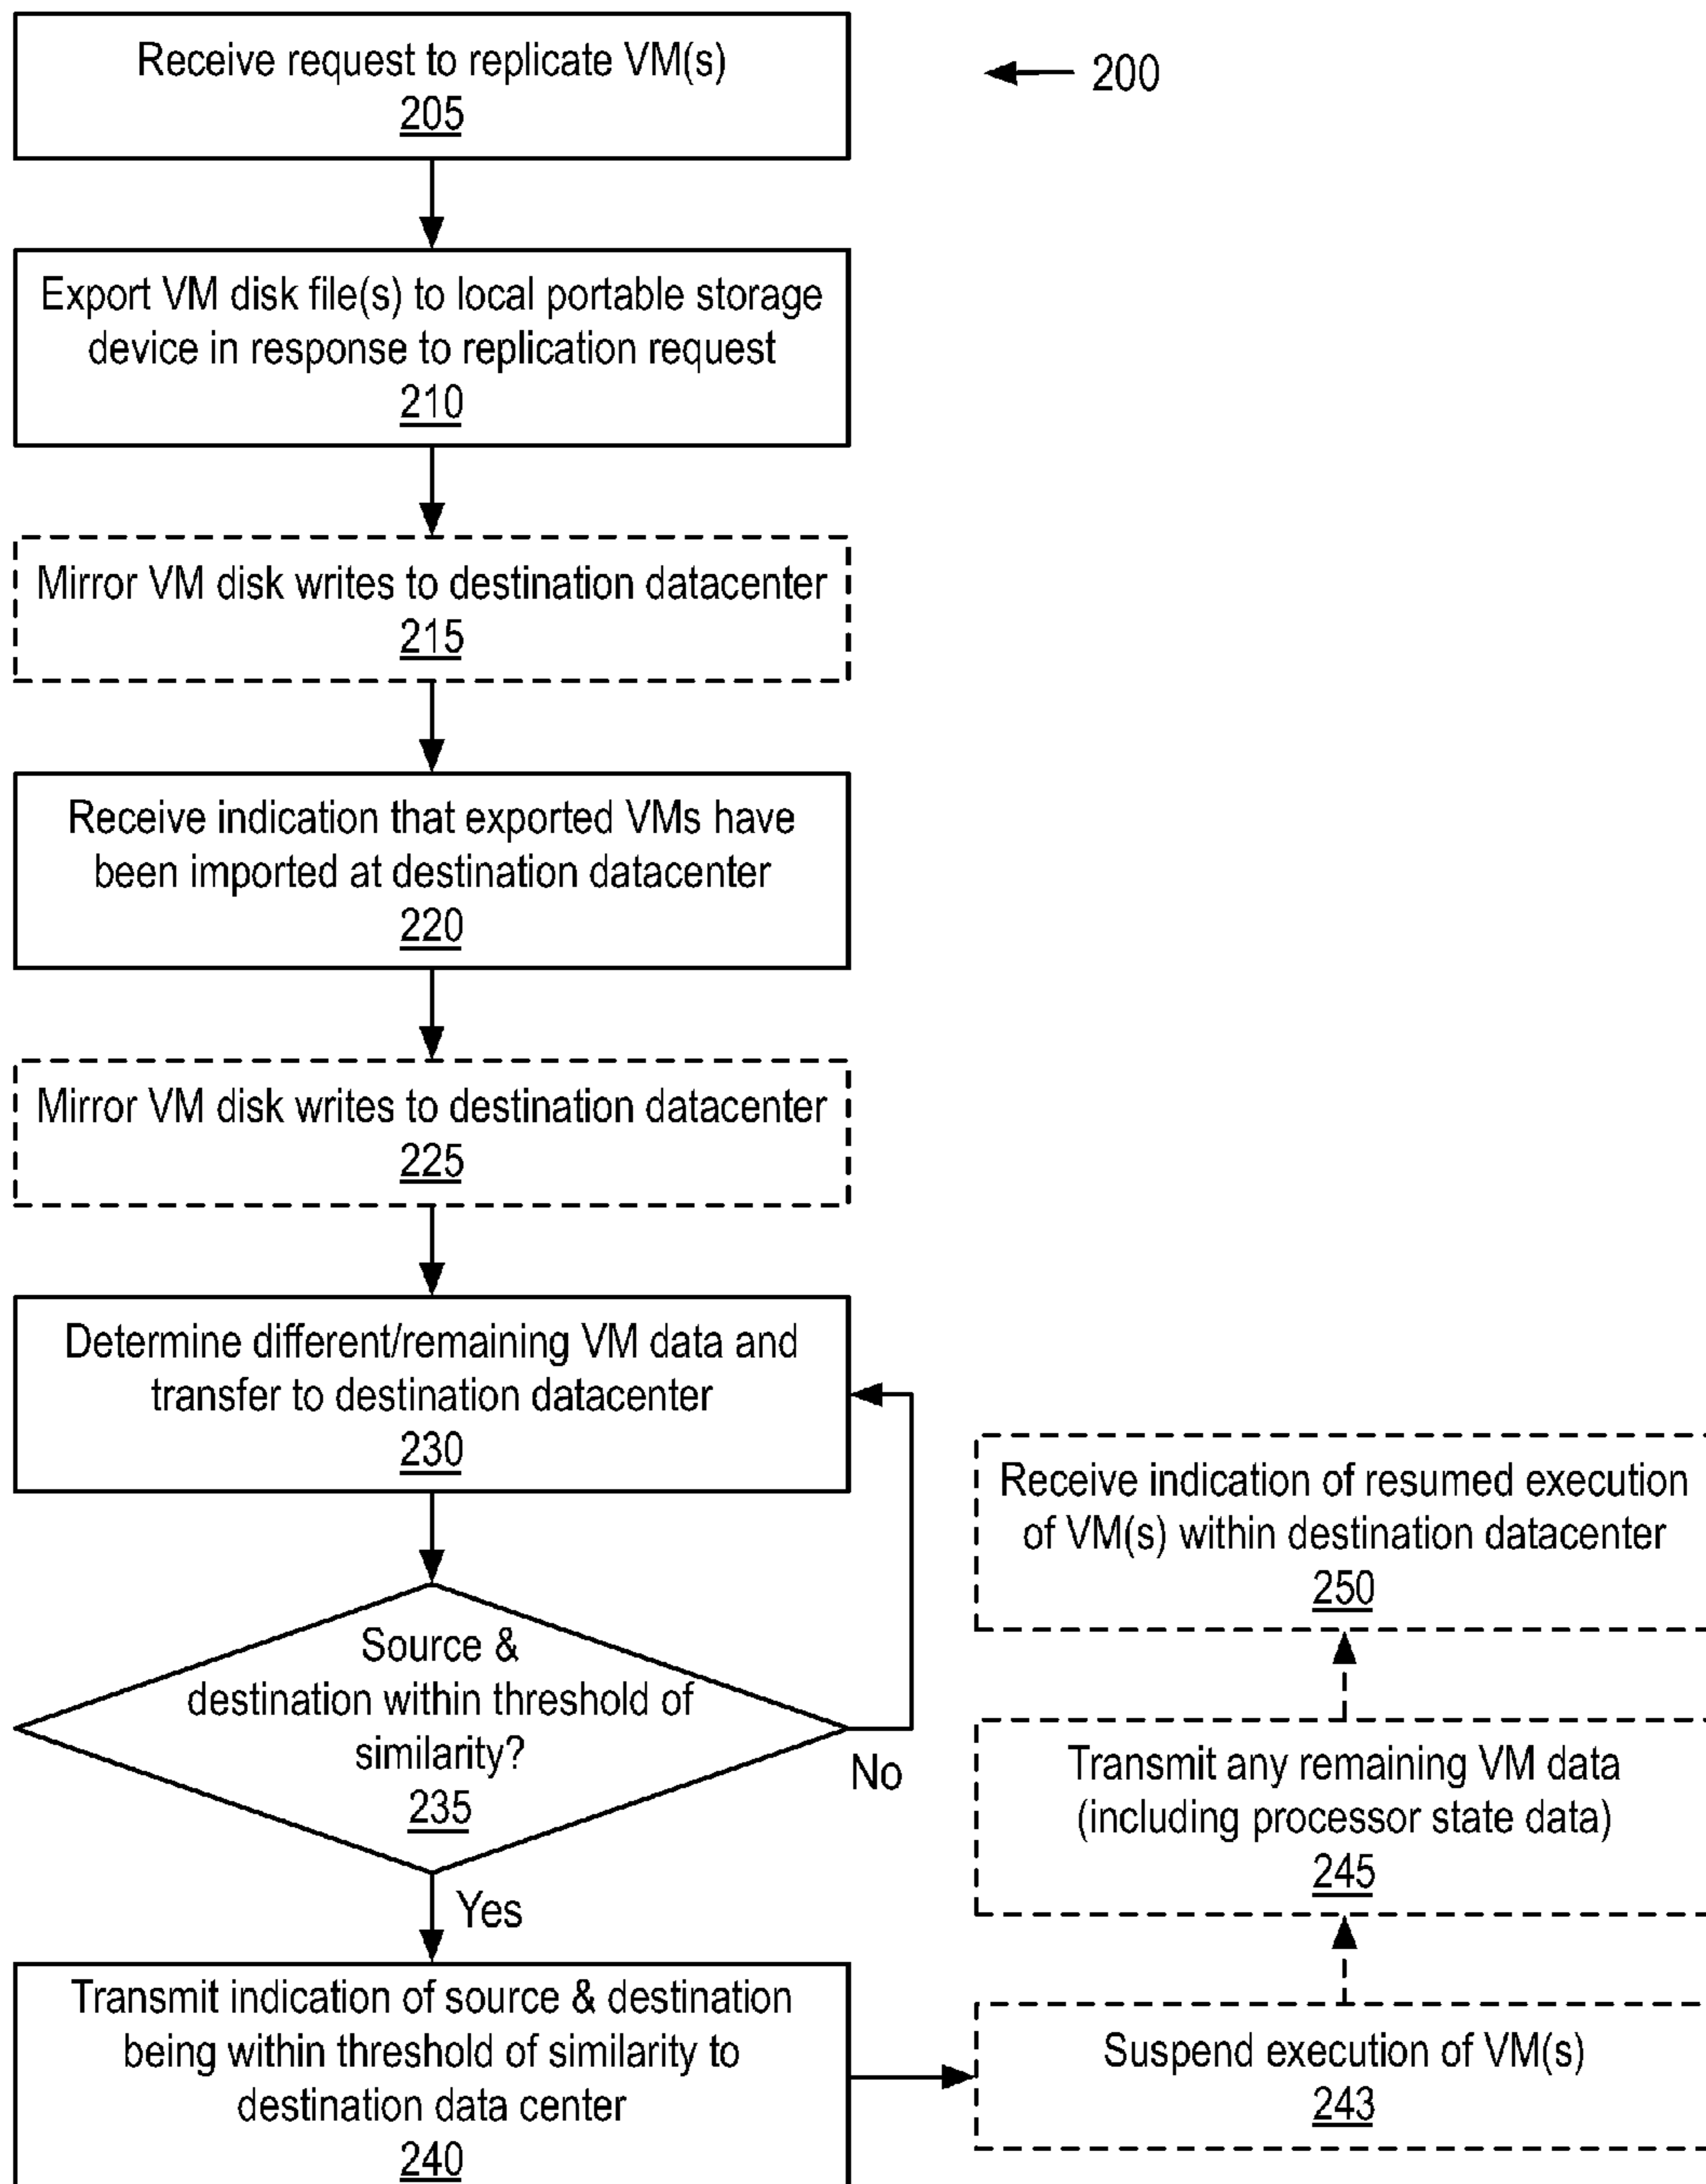 Receive request to replicate VM(s)
205
200
Export VM disk file(s) to local portable storage
device in response to replication request
210
Mirror VM disk writes to destination datacenter
215
Receive indication that exported VMs have
been imported at destination datacenter
220
Mirror VM disk writes to destination datacenter
225
Determine different/remaining VM data and
transfer to destination datacenter
230
Source &
destination within threshold of
similarity?
235
No
Yes
Transmit indication of source & destination
being within threshold of similarity to
destination data center
240
Suspend execution of VM(s)
243
Transmit any remaining VM data
(including processor state data)
245
Receive indication of resumed execution
of VM(s) within destination datacenter
250